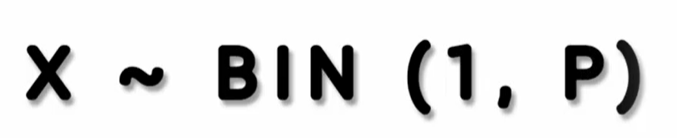 X ~ BIN (1, P)